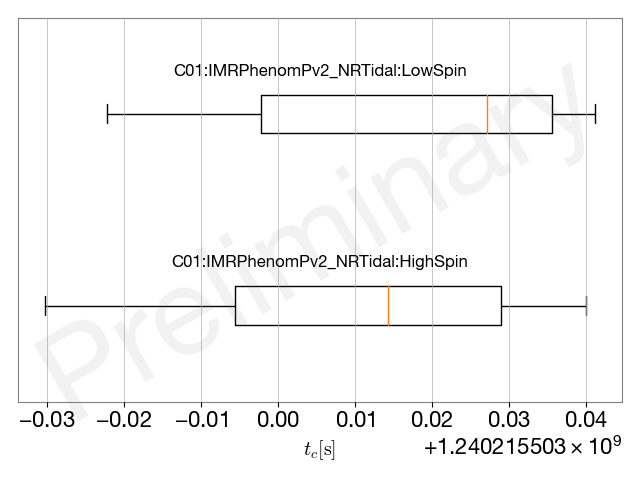 C01:IMRPhenomPv2_NRTidal:LowSpin
Preliminary
C01:IMRPhenomPv2_NRTidal:HighSpin
−0.03 −0.02 −0.01 0.00 0.01 0.02 0.03 0.04
t_c[s]
+1.240215503 × 10⁹